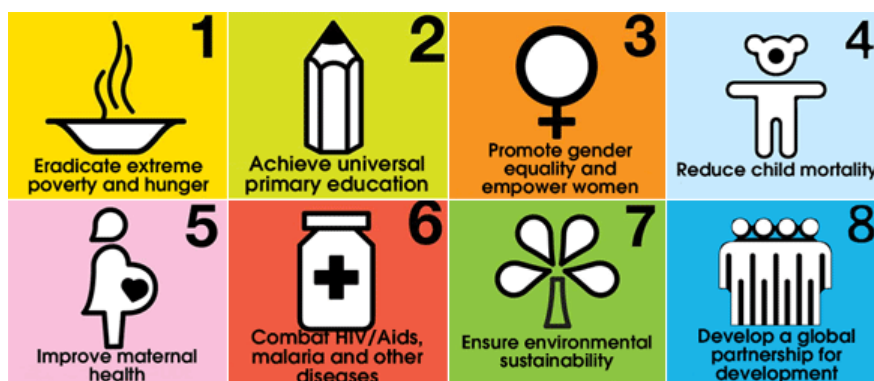 1
Eradicate extreme
poverty and hunger
2
Achieve universal
primary education
3
Promote gender
equality and
empower women
4
Reduce child mortality
5
Improve maternal
health
6
Combat HIV/Aids,
malaria and other
diseases
7
Ensure environmental
sustainability
8
Develop a global
partnership for
development